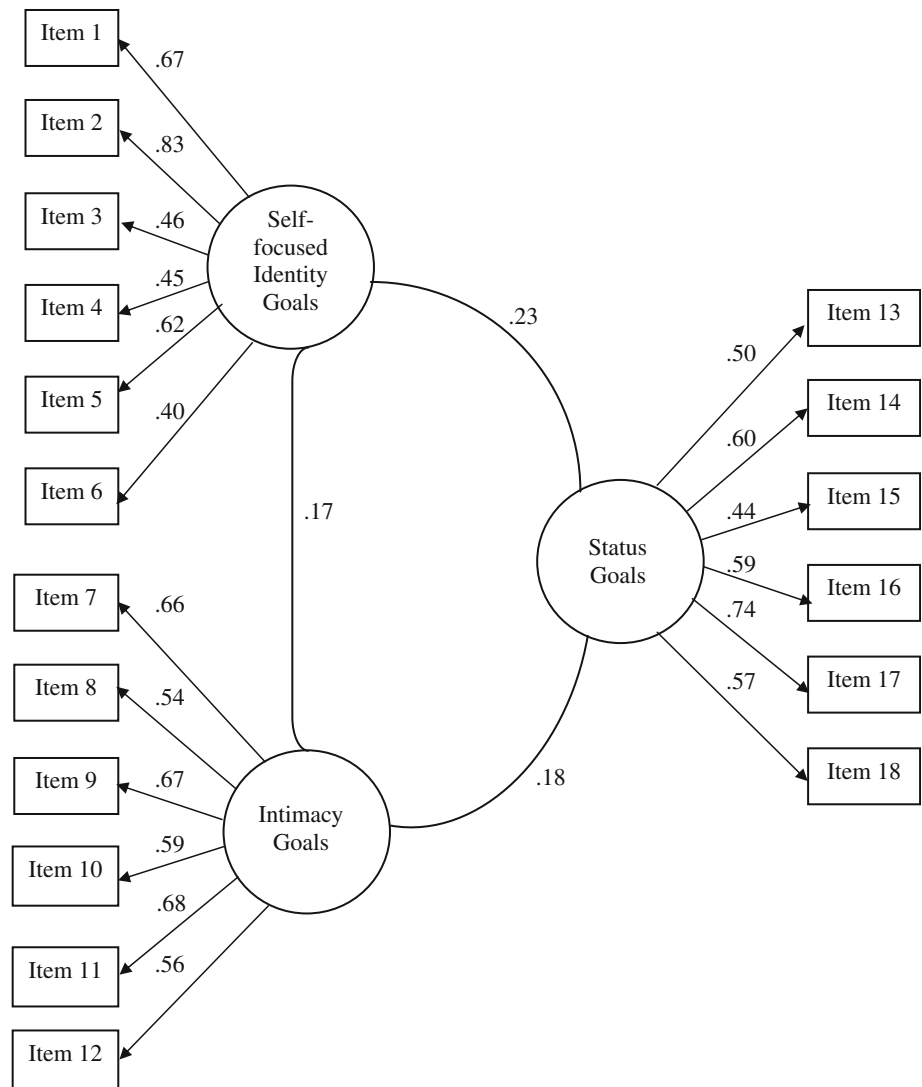 Item 1
.67
Item 2
.83
Item 3
.46
Item 4
.45
Item 5
.62
Item 6
.40
Self-
focused
Identity
Goals
.23
.17
Item 7
.66
Item 8
.54
Item 9
.67
Item 10
.59
Item 11
.68
Item 12
.56
Intimacy
Goals
.18
Status
Goals
Item 13
.50
Item 14
.60
Item 15
.44
Item 16
.59
Item 17
.74
Item 18
.57